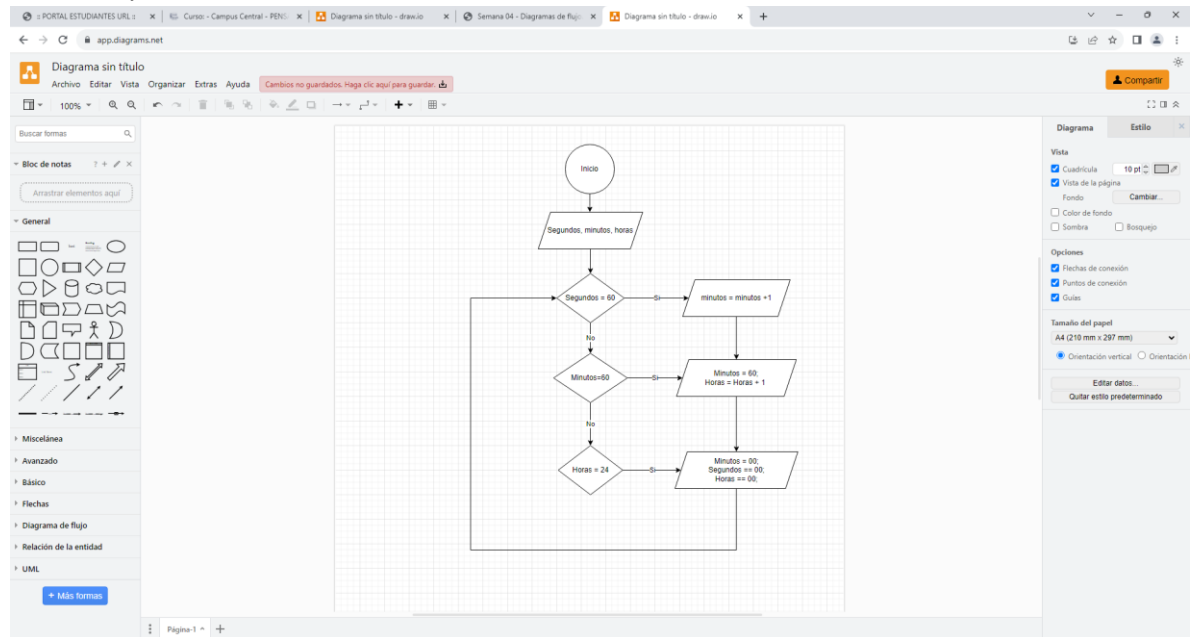 :: PORTAL ESTUDIANTES URL ::
Curso: - Campus Central - PENS
Diagrama sin título - draw.io
Semana 04 - Diagramas de flujo
Diagrama sin título - draw.io
app.diagrams.net
Diagrama sin título
Archivo Editar Vista Organizar Extras Ayuda
Cambios no guardados. Haga clic aquí para guardar.
Compartir
100%
Buscar formas
Bloc de notas
Arrastrar elementos aquí
General
Text
Heading
Miscelánea
Avanzado
Básico
Flechas
Diagrama de flujo
Relación de la entidad
UML
+ Más formas
Inicio
Segundos, minutos, horas
Segundos = 60
Si
minutos = minutos +1
No
Minutos=60
Si
Minutos = 60;
Horas = Horas + 1
No
Horas = 24
Si
Minutos = 00;
Segundos == 00;
Horas == 00;
Diagrama
Estilo
Vista
Cuadrícula
10 pt
Vista de la página
Fondo
Cambiar...
Color de fondo
Sombra
Bosquejo
Opciones
Flechas de conexión
Puntos de conexión
Guías
Tamaño del papel
A4 (210 mm x 297 mm)
Orientación vertical
Orientación
Editar datos...
Quitar estilo predeterminado
Página-1